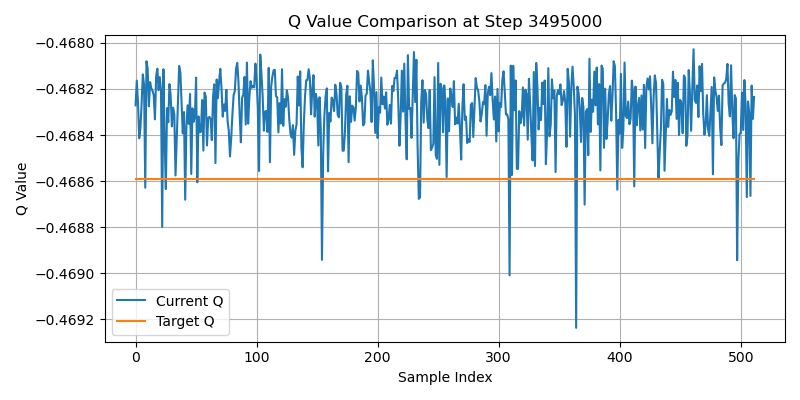 Q Value Comparison at Step 3495000
Q Value
−0.4680
−0.4682
−0.4684
−0.4686
−0.4688
−0.4690
−0.4692
Current Q
Target Q
0
100
200
300
400
500
Sample Index